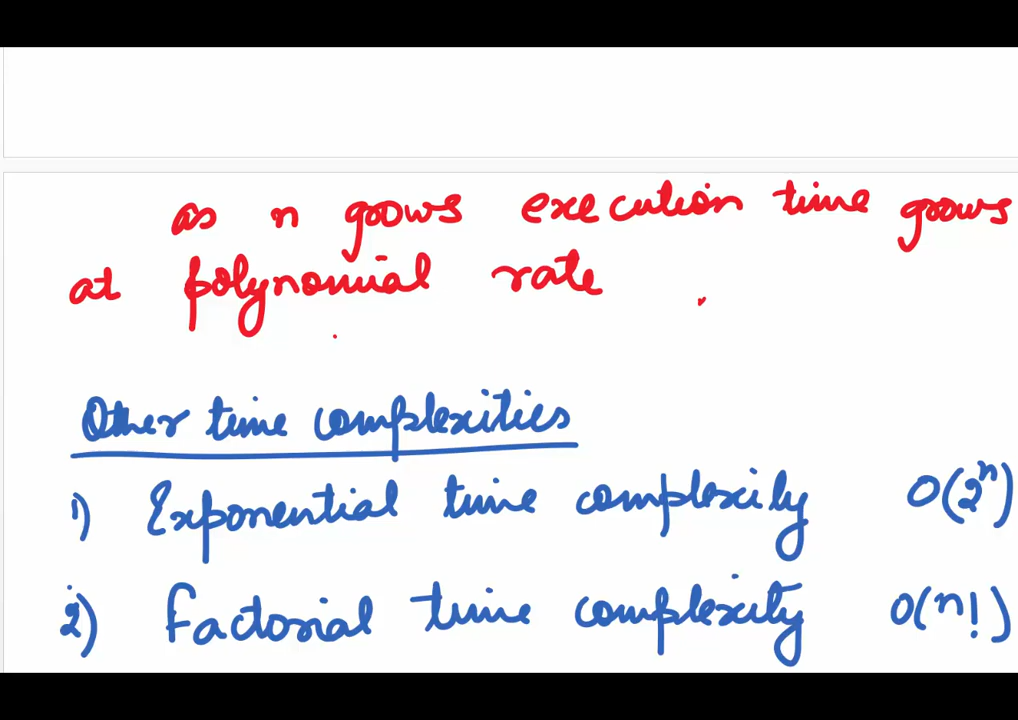 as n grows execution time grows
at polynomial rate
Other time complexities
1) Exponential time complexity O(2ⁿ)
2) Factorial time complexity O(n!)